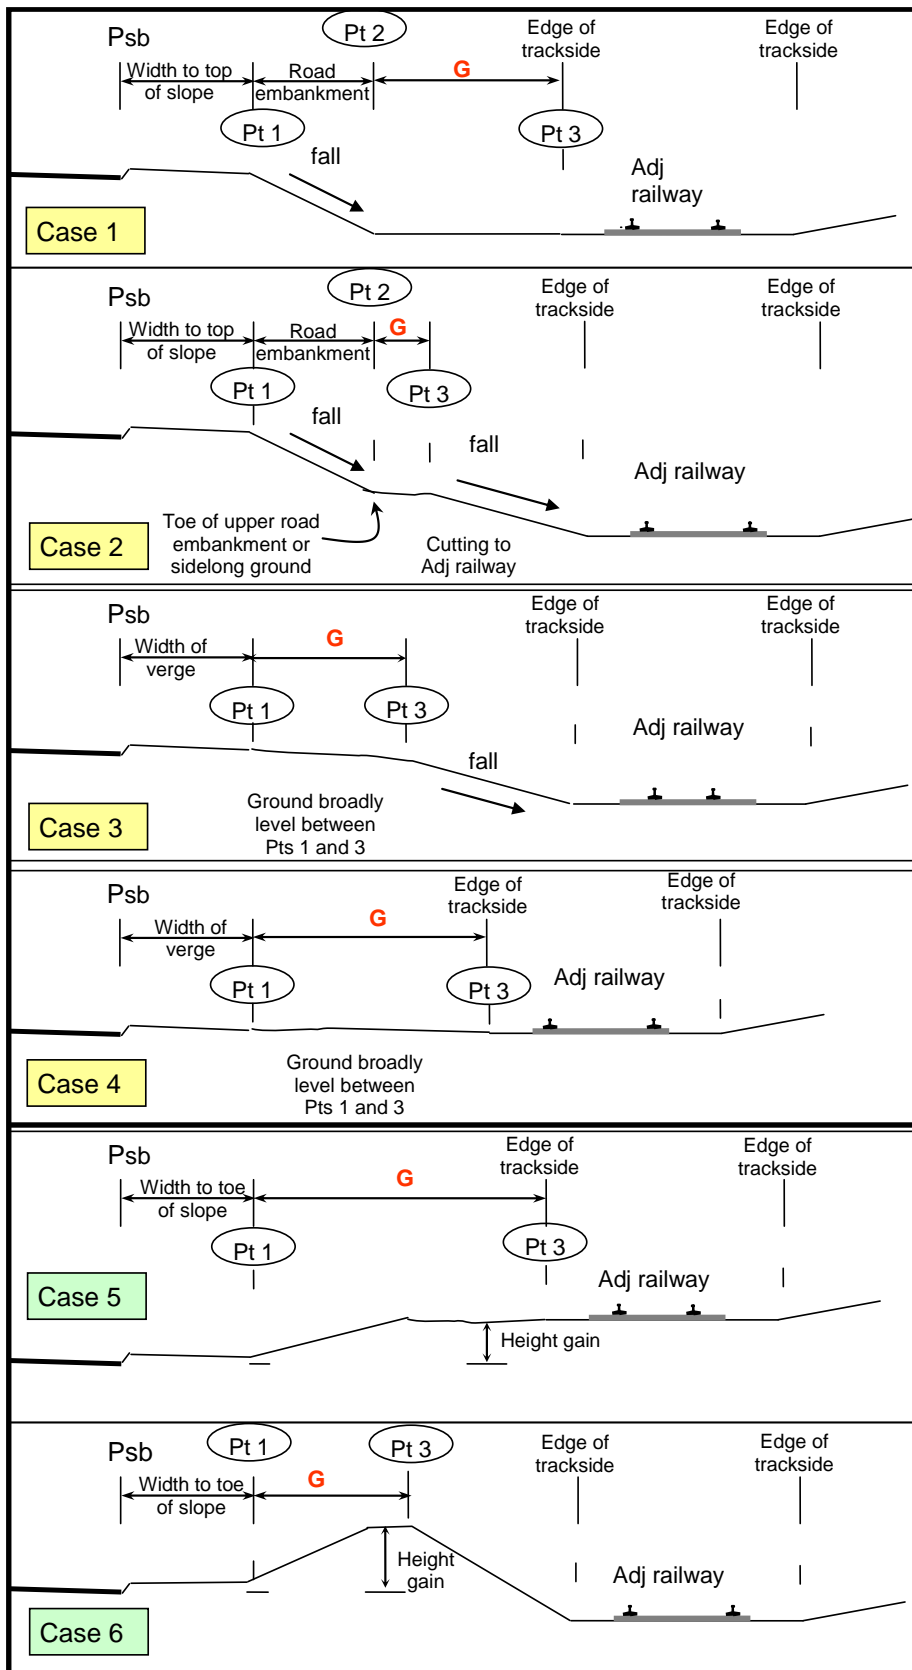 Psb
Pt 2
Edge of
trackside
Edge of
trackside
Width to top
of slope
Road
embankment
G
Pt 1
Pt 3
fall
Adj
railway
Case 1
Psb
Pt 2
Edge of
trackside
Edge of
trackside
Width to top
of slope
Road
embankment
G
Pt 1
Pt 3
fall
fall
Adj railway
Case 2
Toe of upper road
embankment or
sidelong ground
Cutting to
Adj railway
Psb
Edge of
trackside
Edge of
trackside
Width of
verge
G
Pt 1
Pt 3
Adj railway
fall
Case 3
Ground broadly
level between
Pts 1 and 3
Psb
Edge of
trackside
Edge of
trackside
Width of
verge
G
Pt 1
Pt 3
Adj railway
Case 4
Ground broadly
level between
Pts 1 and 3
Psb
Edge of
trackside
Edge of
trackside
Width to toe
of slope
G
Pt 1
Pt 3
Adj railway
Case 5
Height gain
Psb
Pt 1
Pt 3
Edge of
trackside
Edge of
trackside
Width to toe
of slope
G
Height
gain
Adj railway
Case 6